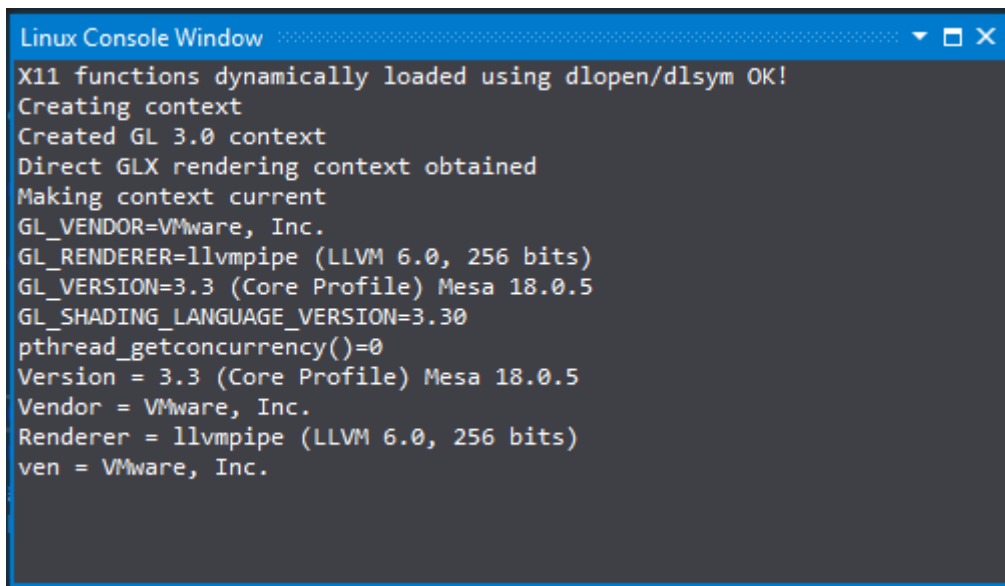 Linux Console Window
X11 functions dynamically loaded using dlopen/dlsym OK!
Creating context
Created GL 3.0 context
Direct GLX rendering context obtained
Making context current
GL_VENDOR=VMware, Inc.
GL_RENDERER=llvmpipe (LLVM 6.0, 256 bits)
GL_VERSION=3.3 (Core Profile) Mesa 18.0.5
GL_SHADING_LANGUAGE_VERSION=3.30
pthread_getconcurrency()=0
Version = 3.3 (Core Profile) Mesa 18.0.5
Vendor = VMware, Inc.
Renderer = llvmpipe (LLVM 6.0, 256 bits)
ven = VMware, Inc.